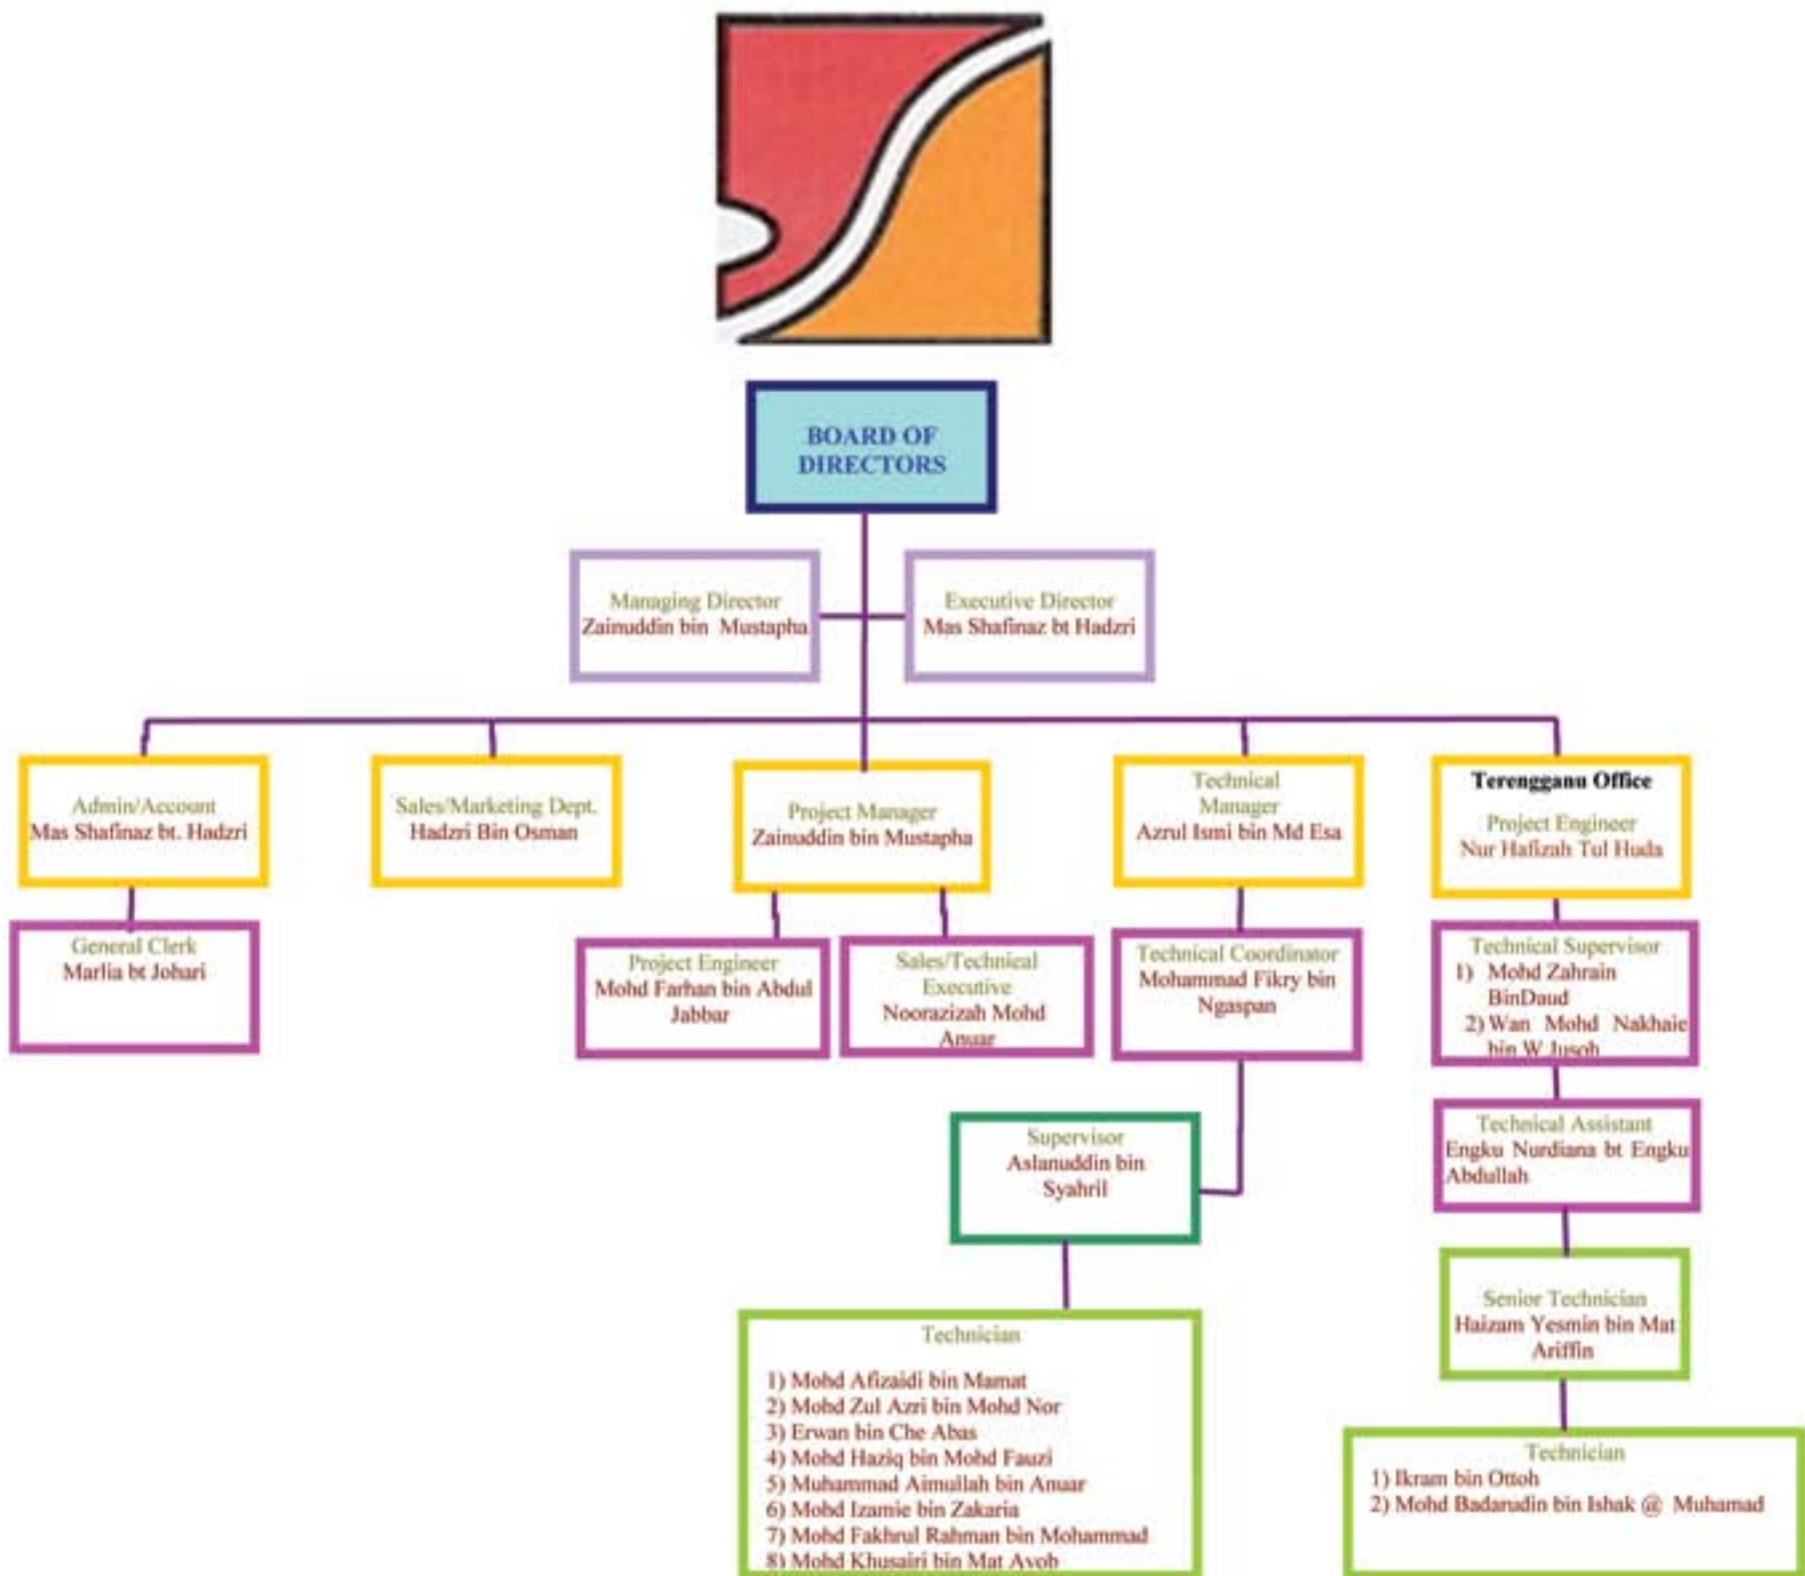 BOARD OF
DIRECTORS
Managing Director
Zainuddin bin Mustapha
Executive Director
Mas Shafinaz bt Hadzri
Admin/Account
Mas Shafinaz bt. Hadzri
Sales/Marketing Dept.
Hadzri Bin Osman
Project Manager
Zainuddin bin Mustapha
Technical
Manager
Azrul Ismi bin Md Esa
Terengganu Office
Project Engineer
Nur Hafizah Tul Huda
General Clerk
Marlia bt Johari
Project Engineer
Mohd Farhan bin Abdul
Jabbar
Sales/Technical
Executive
Noorazizah Mohd
Anuar
Technical Coordinator
Mohammad Fikry bin
Ngaspan
Technical Supervisor
1) Mohd Zahrain
BinDaud
2) Wan Mohd Nakhaie
bin W Jusoh
Supervisor
Aslanuddin bin
Syahril
Technical Assistant
Engku Nurdiana bt Engku
Abdullah
Senior Technician
Haizam Yesmin bin Mat
Ariffin
Technician
1) Mohd Afizaidi bin Mamat
2) Mohd Zul Azri bin Mohd Nor
3) Erwan bin Che Abas
4) Mohd Haziq bin Mohd Fauzi
5) Muhammad Aimullah bin Anuar
6) Mohd Izamie bin Zakaria
7) Mohd Fakhrul Rahman bin Mohammad
8) Mohd Khusairi bin Mat Ayob
Technician
1) Ikram bin Ottoh
2) Mohd Badarudin bin Ishak @ Muhamad